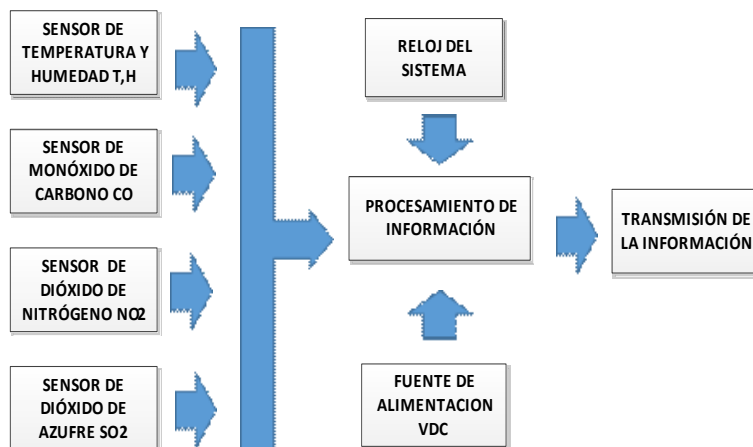 SENSOR DE
TEMPERATURA Y
HUMEDAD T,H
SENSOR DE
MONÓXIDO DE
CARBONO CO
SENSOR DE
DIÓXIDO DE
NITRÓGENO NO2
SENSOR DE
DIÓXIDO DE
AZUFRE SO2
RELOJ DEL
SISTEMA
PROCESAMIENTO DE
INFORMACIÓN
FUENTE DE
ALIMENTACION
VDC
TRANSMISIÓN DE
LA INFORMACIÓN